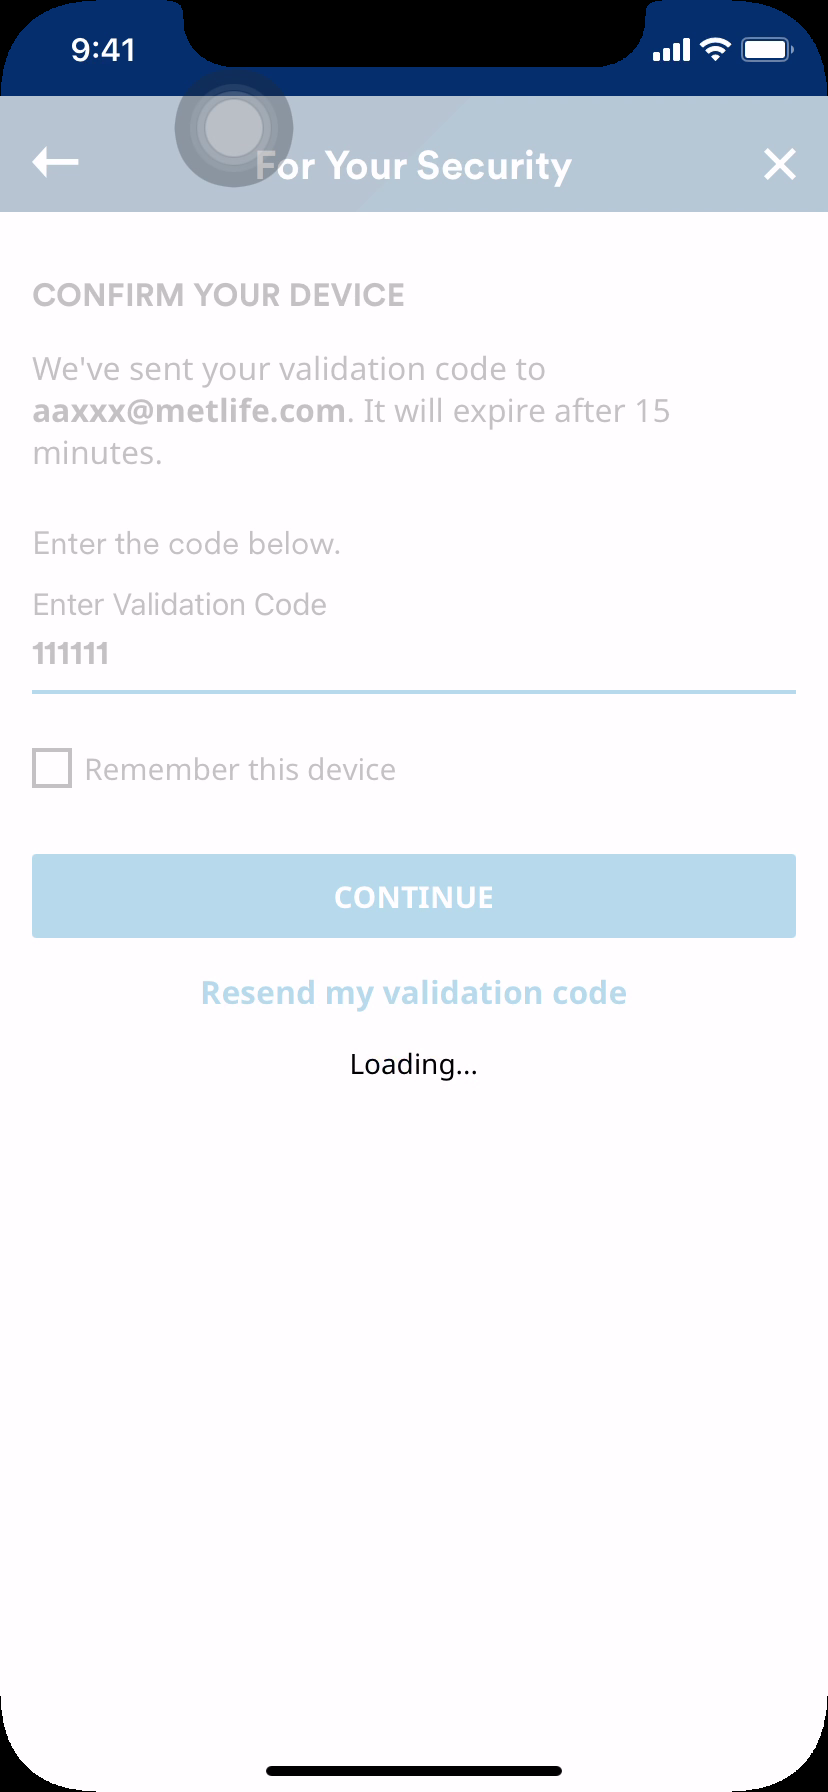 9:41
For Your Security
CONFIRM YOUR DEVICE
We've sent your validation code to
aaxxx@metlife.com. It will expire after 15
minutes.
Enter the code below.
Enter Validation Code
111111
Remember this device
CONTINUE
Resend my validation code
Loading...